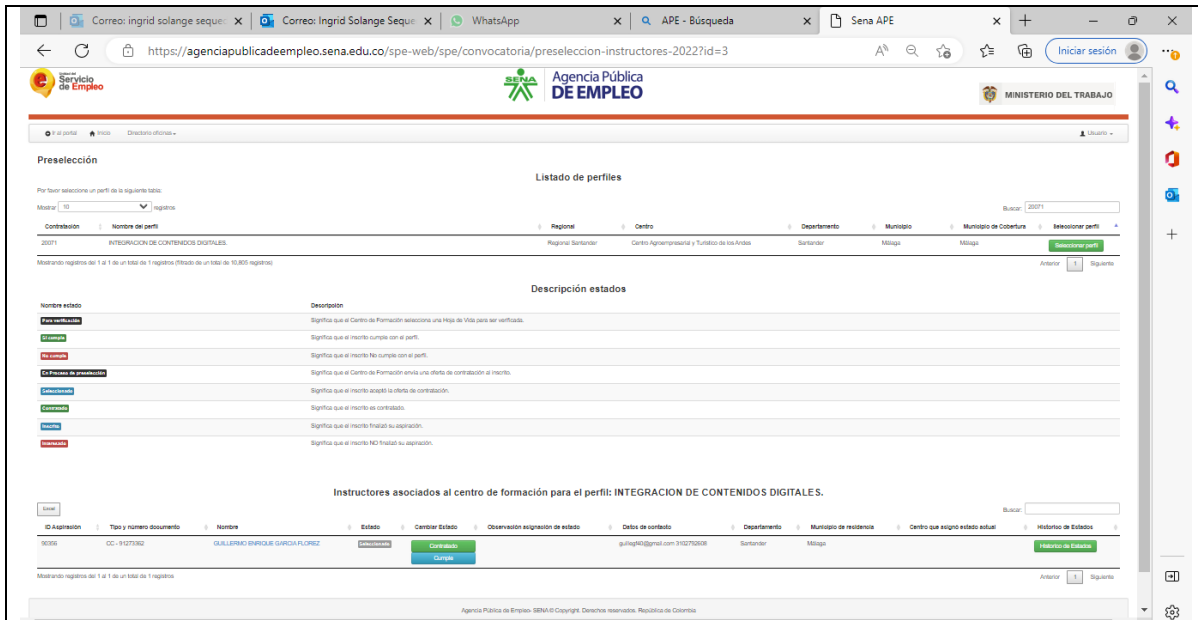 Correo: ingrid solange seque
Correo: Ingrid Solange Seque
WhatsApp
APE - Búsqueda
Sena APE
https://agenciapublicadeempleo.sena.edu.co/spe-web/spe/convocatoria/preseleccion-instructores-2022?id=3
Iniciar sesión
Servicio de Empleo
SENA
Agencia Pública
DE EMPLEO
MINISTERIO DEL TRABAJO
Ir al portal Inicio Directorio oficinas
Usuario
Preselección
Listado de perfiles
Por favor seleccione un perfil de la siguiente tabla.
Mostrar 10 registros
Buscar: 20071
Contratación Nombre del perfil Regional Centro Departamento Municipio Municipio de Cobertura Seleccionar perfil
20071 INTEGRACION DE CONTENIDOS DIGITALES. Regional Santander Centro Agroempresarial y Turístico de los Andes Santander Málaga Málaga Seleccionar perfil
Mostrando registros del 1 al 1 de un total de 1 registros (filtrado de un total de 10,805 registros)
Anterior 1 Siguiente
Descripción estados
Nombre estado Descripción
Para verificación Significa que el Centro de Formación selecciona una Hoja de Vida para ser verificada.
Si cumple Significa que el inscrito cumple con el perfil.
No cumple Significa que el inscrito No cumple con el perfil.
En Proceso de preselección Significa que el Centro de Formación envía una oferta de contratación al inscrito.
Seleccionado Significa que el inscrito aceptó la oferta de contratación.
Contratado Significa que el inscrito es contratado.
Inscrito Significa que el inscrito finalizó su aspiración.
Interesado Significa que el inscrito NO finalizó su aspiración.
Instructores asociados al centro de formación para el perfil: INTEGRACION DE CONTENIDOS DIGITALES.
Excel
Buscar:
ID Aspiración Tipo y número documento Nombre Estado Cambiar Estado Observación asignación de estado Datos de contacto Departamento Municipio de residencia Centro que asignó estado actual Historico de Estados
90356 CC - 91273362 GUILLERMO ENRIQUE GARCIA FLOREZ Seleccionado Contratado 3102792608 Santander Málaga Historico de Estados
Cumple
Mostrando registros del 1 al 1 de un total de 1 registros
Anterior 1 Siguiente
Agencia Pública de Empleo- SENA © Copyright. Derechos reservados. República de Colombia